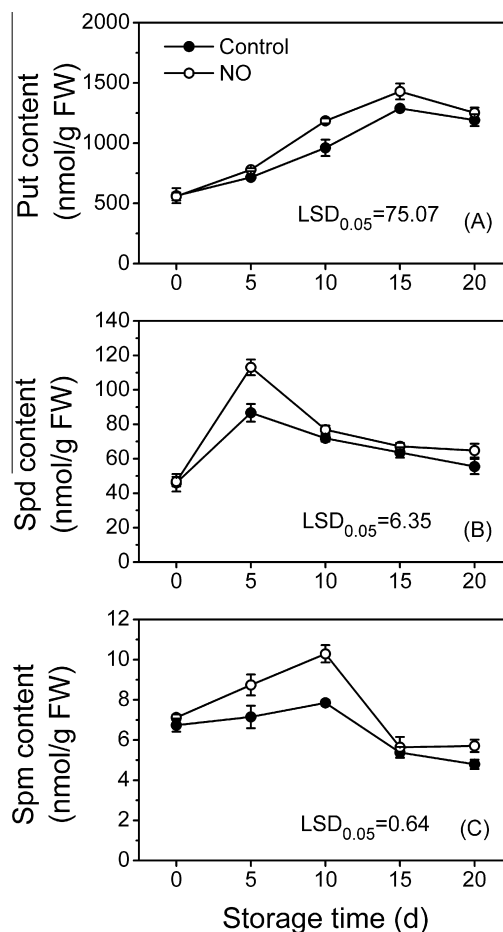 Control
NO
Put content
(nmol/g FW)
2000
1500
1000
500
0
LSD0.05=75.07
(A)
0 5 10 15 20
Spd content
(nmol/g FW)
140
120
100
80
60
40
20
0
LSD0.05=6.35
(B)
0 5 10 15 20
Spm content
(nmol/g FW)
12
10
8
6
4
2
0
LSD0.05=0.64
(C)
0 5 10 15 20
Storage time (d)